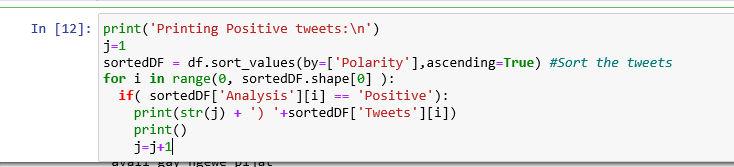 In [12]: print('Printing Positive tweets:\n')
j=1
sortedDF = df.sort_values(by=['Polarity'],ascending=True) #Sort the tweets
for i in range(0, sortedDF.shape[0] ):
  if( sortedDF['Analysis'][i] == 'Positive'):
    print(str(j) + ') '+sortedDF['Tweets'][i])
    print()
    j=j+1